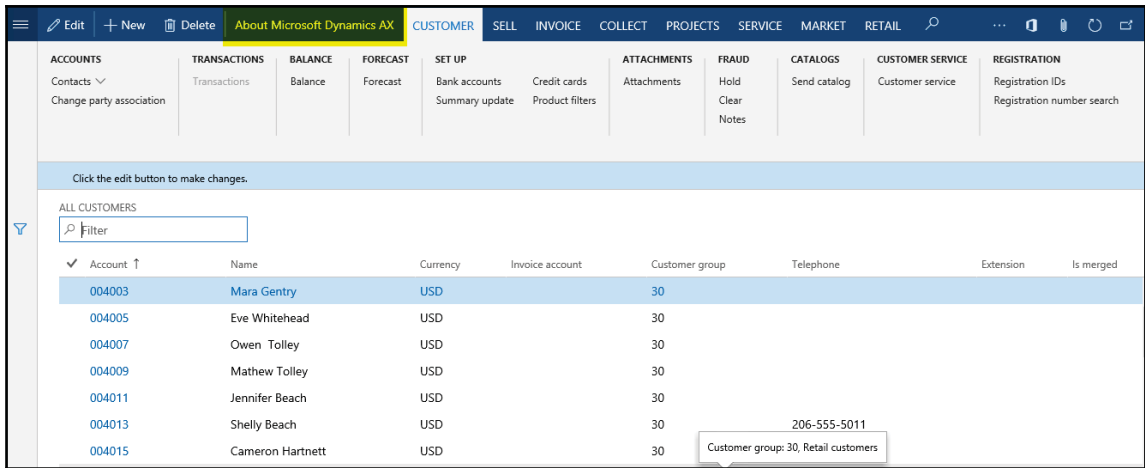 Edit New Delete About Microsoft Dynamics AX CUSTOMER SELL INVOICE COLLECT PROJECTS SERVICE MARKET RETAIL ...
ACCOUNTS TRANSACTIONS BALANCE FORECAST SET UP ATTACHMENTS FRAUD CATALOGS CUSTOMER SERVICE REGISTRATION
Contacts Transactions Balance Forecast Bank accounts Credit cards Attachments Hold Send catalog Customer service Registration IDs
Change party association Summary update Product filters Clear Registration number search
Notes
Click the edit button to make changes.
ALL CUSTOMERS
Filter
Account ↑ Name Currency Invoice account Customer group Telephone Extension Is merged
004003 Mara Gentry USD 30
004005 Eve Whitehead USD 30
004007 Owen Tolley USD 30
004009 Mathew Tolley USD 30
004011 Jennifer Beach USD 30
004013 Shelly Beach USD 30 206-555-5011
004015 Cameron Hartnett USD 30
Customer group: 30, Retail customers